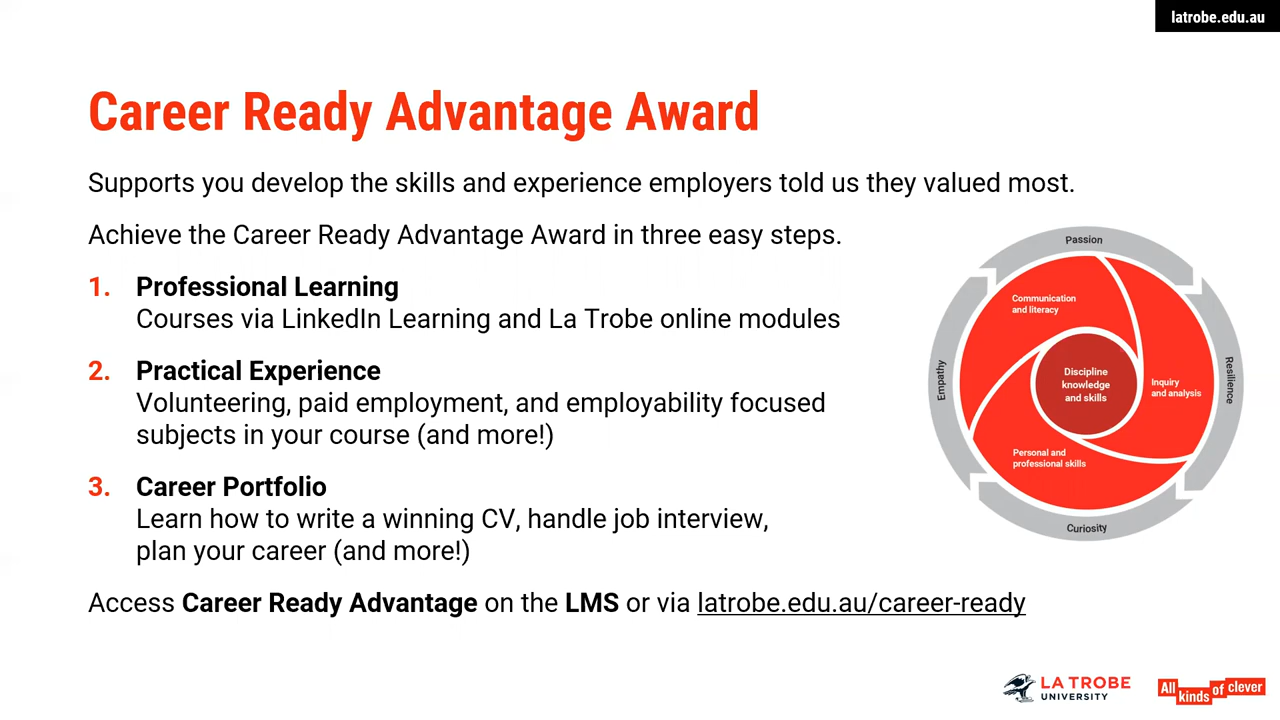 latrobe.edu.au
Career Ready Advantage Award
Supports you develop the skills and experience employers told us they valued most.
Achieve the Career Ready Advantage Award in three easy steps.
1. Professional Learning
Courses via LinkedIn Learning and La Trobe online modules
2. Practical Experience
Volunteering, paid employment, and employability focused
subjects in your course (and more!)
3. Career Portfolio
Learn how to write a winning CV, handle job interview,
plan your career (and more!)
Access Career Ready Advantage on the LMS or via latrobe.edu.au/career-ready
Passion
Communication
and literacy
Empathy
Discipline
knowledge
and skills
Inquiry
and analysis
Resilience
Personal and
professional skills
Curiosity
LA TROBE
UNIVERSITY
All kinds of clever